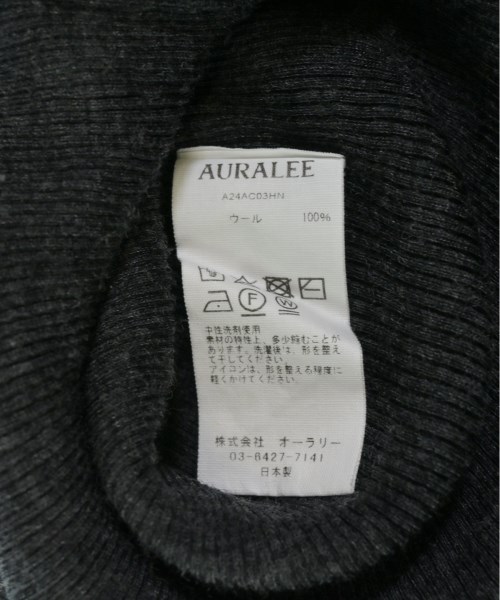 AURALEE
A24AC03HN
ウール 100%
F
W
中性洗剤使用
素材の特性上、多少縮むことが
あります。洗濯後は、形を整え
て干してください。
アイロンは、形を整える程度に
軽くかけてください。
株式会社 オーラリー
03-6427-7141
日本製